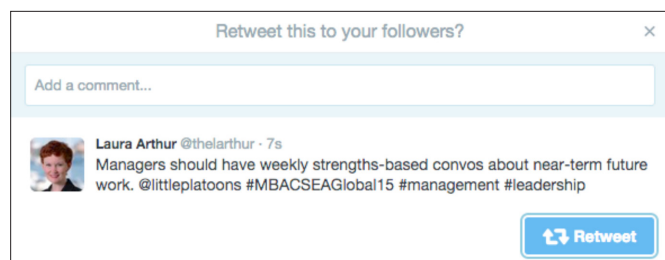 Retweet this to your followers?
×
Add a comment...
Laura Arthur @thelarthur · 7s
Managers should have weekly strengths-based convos about near-term future
work. @littleplatoons #MBACSEAGlobal15 #management #leadership
Retweet